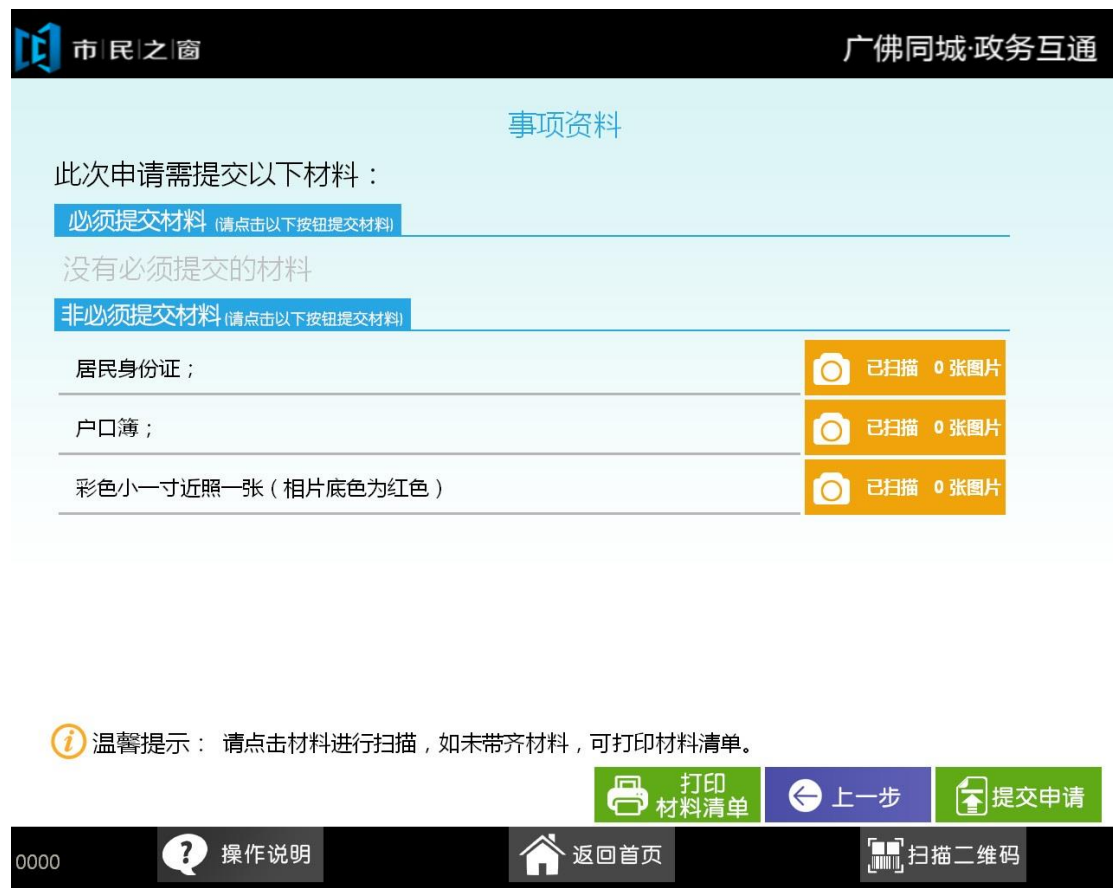 市民之窗
广佛同城·政务互通
事项资料
此次申请需提交以下材料：
必须提交材料 (请点击以下按钮提交材料)
没有必须提交的材料
非必须提交材料 (请点击以下按钮提交材料)
居民身份证； 已扫描 0 张图片
户口簿； 已扫描 0 张图片
彩色小一寸近照一张（相片底色为红色） 已扫描 0 张图片
温馨提示： 请点击材料进行扫描，如未带齐材料，可打印材料清单。
打印
材料清单
上一步
提交申请
0000
操作说明
返回首页
扫描二维码